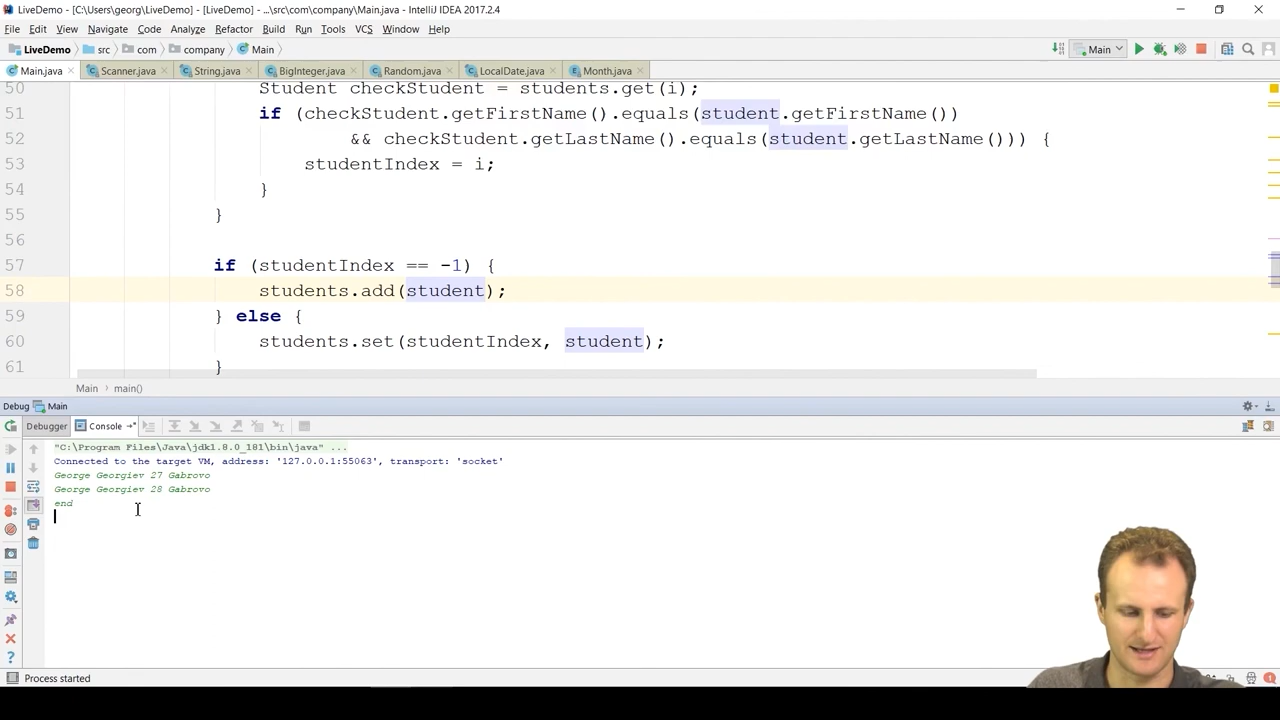 LiveDemo - [C:\Users\georg\LiveDemo] - [LiveDemo] - ...\src\com\company\Main.java - IntelliJ IDEA 2017.2.4
File Edit View Navigate Code Analyze Refactor Build Run Tools VCS Window Help
LiveDemo src com company Main Main
Main.java Scanner.java String.java BigInteger.java Random.java LocalDate.java Month.java
50 Student checkStudent = students.get(i);
51 if (checkStudent.getFirstName().equals(student.getFirstName())
52 && checkStudent.getLastName().equals(student.getLastName())) {
53 studentIndex = i;
54 }
55 }
56
57 if (studentIndex == -1) {
58 students.add(student);
59 } else {
60 students.set(studentIndex, student);
61 }
Main main()
Debug Main
Debugger Console
"C:\Program Files\Java\jdk1.8.0_181\bin\java" ...
Connected to the target VM, address: '127.0.0.1:55063', transport: 'socket'
George Georgiev 27 Gabrovo
George Georgiev 28 Gabrovo
end
Process started